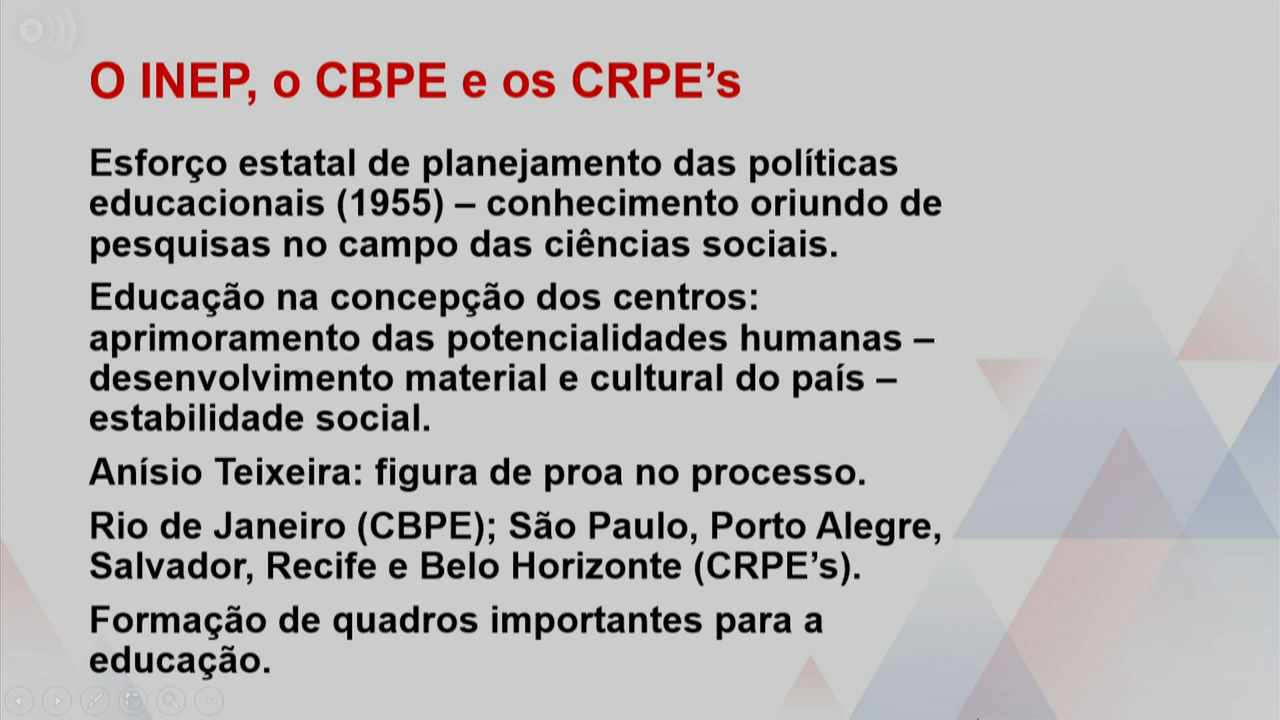 O INEP, o CBPE e os CRPE’s
Esforço estatal de planejamento das políticas
educacionais (1955) – conhecimento oriundo de
pesquisas no campo das ciências sociais.
Educação na concepção dos centros:
aprimoramento das potencialidades humanas –
desenvolvimento material e cultural do país –
estabilidade social.
Anísio Teixeira: figura de proa no processo.
Rio de Janeiro (CBPE); São Paulo, Porto Alegre,
Salvador, Recife e Belo Horizonte (CRPE’s).
Formação de quadros importantes para a
educação.